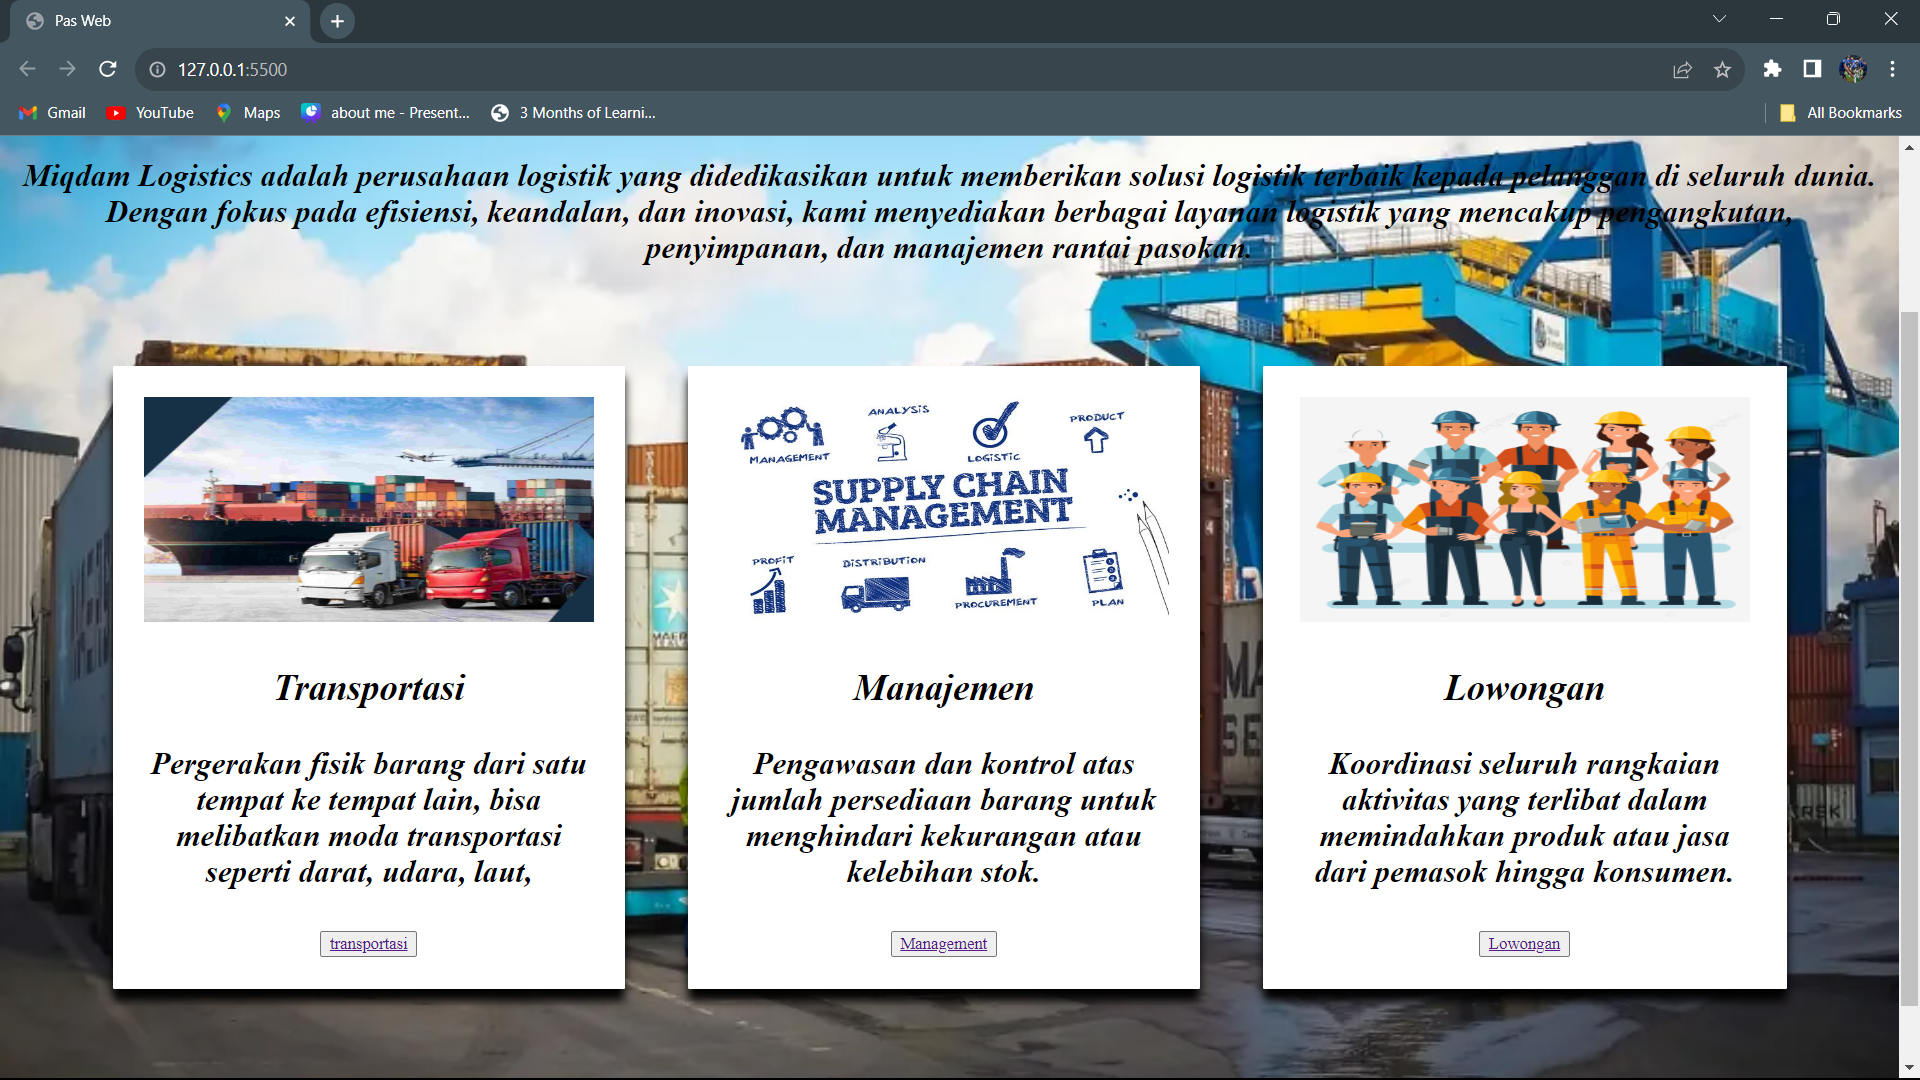 Pas Web
127.0.0.1:5500
Gmail
YouTube
Maps
about me - Present...
3 Months of Learni...
All Bookmarks
Miqdam Logistics adalah perusahaan logistik yang didedikasikan untuk memberikan solusi logistik terbaik kepada pelanggan di seluruh dunia.
Dengan fokus pada efisiensi, keandalan, dan inovasi, kami menyediakan berbagai layanan logistik yang mencakup pengangkutan,
penyimpanan, dan manajemen rantai pasokan.
MANAGEMENT
ANALYSIS
LOGISTIC
PRODUCT
SUPPLY CHAIN
MANAGEMENT
PROFIT
DISTRIBUTION
PROCUREMENT
PLAN
Transportasi
Pergerakan fisik barang dari satu
tempat ke tempat lain, bisa
melibatkan moda transportasi
seperti darat, udara, laut,
transportasi
Manajemen
Pengawasan dan kontrol atas
jumlah persediaan barang untuk
menghindari kekurangan atau
kelebihan stok.
Management
Lowongan
Koordinasi seluruh rangkaian
aktivitas yang terlibat dalam
memindahkan produk atau jasa
dari pemasok hingga konsumen.
Lowongan